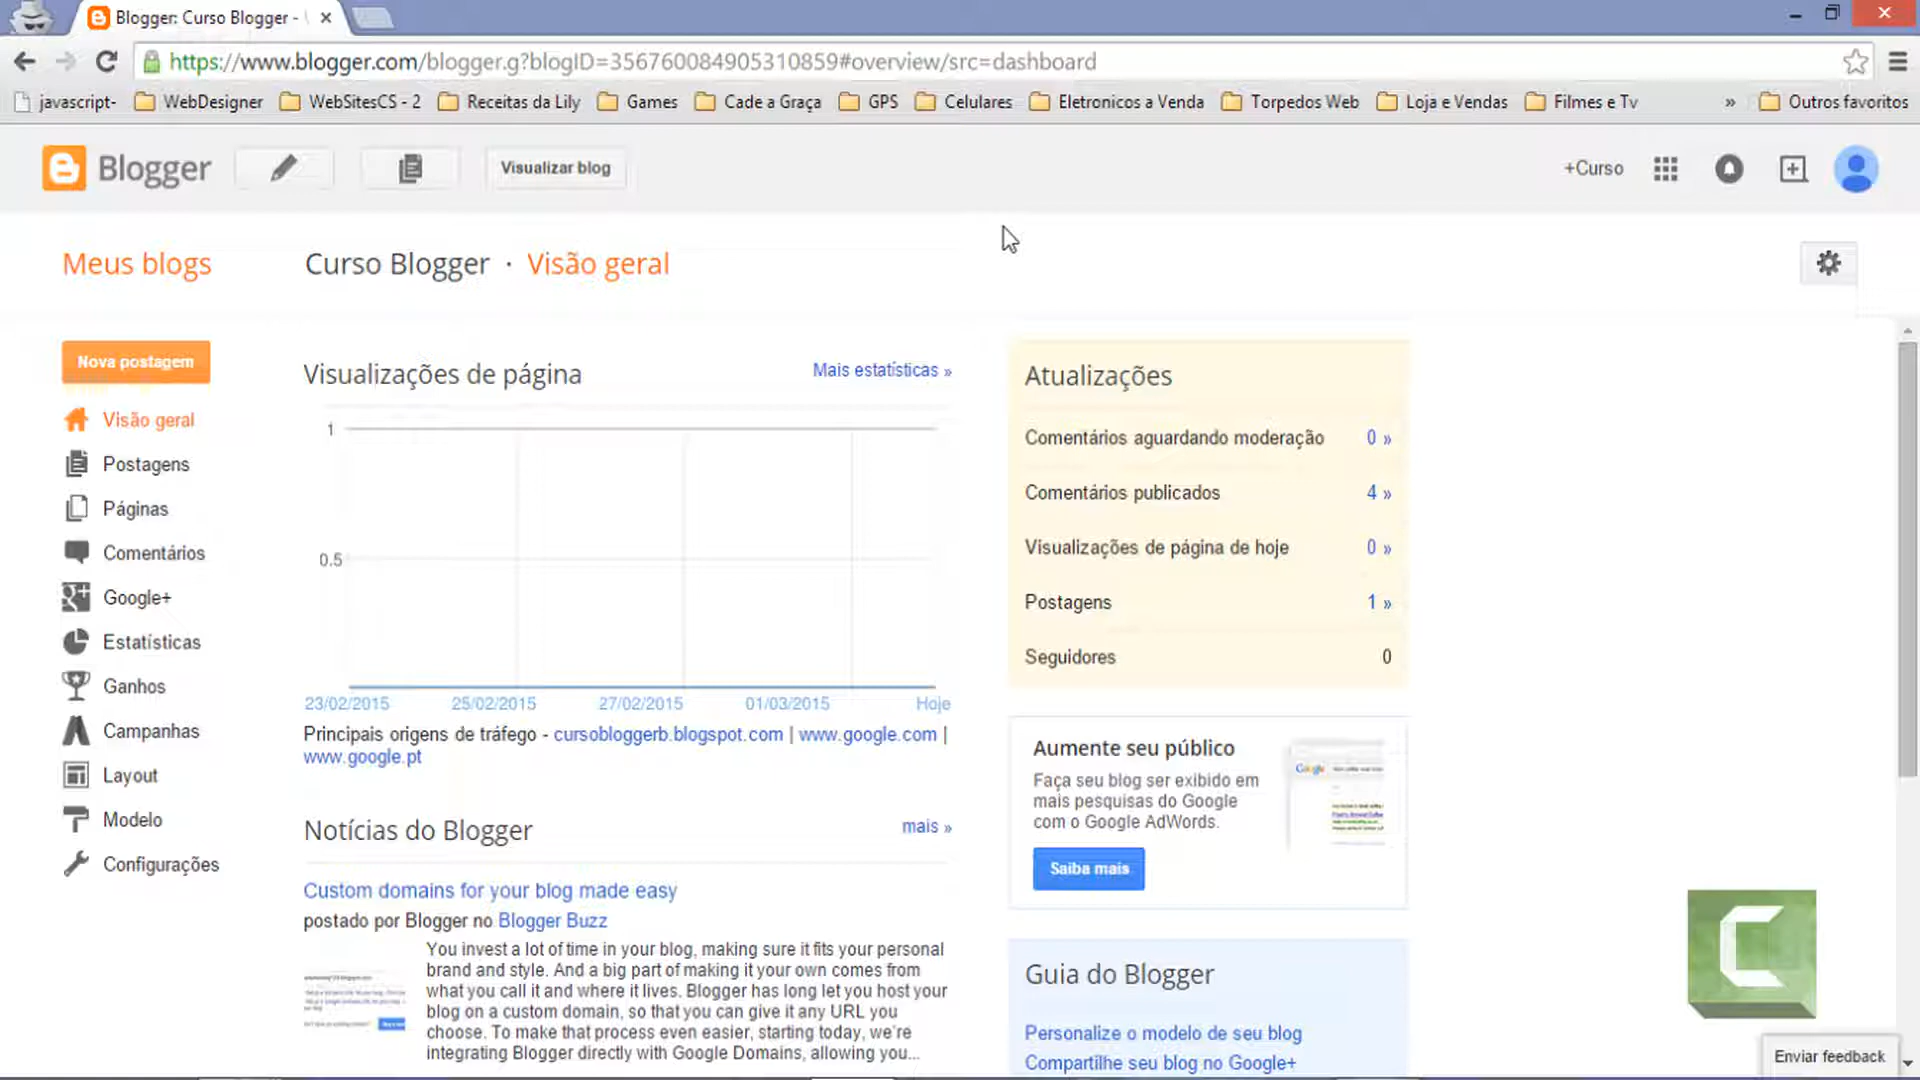 Blogger: Curso Blogger -
https://www.blogger.com/blogger.g?blogID=3567600849053108​59#overview/src=dashboard
javascript- WebDesigner WebSitesCS - 2 Receitas da Lily Games Cade a Graça GPS Celulares Eletronicos a Venda Torpedos Web Loja e Vendas Filmes e Tv » Outros favoritos
Blogger Visualizar blog +Curso
Meus blogs Curso Blogger · Visão geral
Nova postagem
Visão geral
Postagens
Páginas
Comentários
Google+
Estatísticas
Ganhos
Campanhas
Layout
Modelo
Configurações
Visualizações de página Mais estatísticas »
1
0.5
23/02/2015 25/02/2015 27/02/2015 01/03/2015 Hoje
Principais origens de tráfego - cursobloggerb.blogspot.com | www.google.com |
www.google.pt
Notícias do Blogger mais »
Custom domains for your blog made easy
postado por Blogger no Blogger Buzz
You invest a lot of time in your blog, making sure it fits your personal
brand and style. And a big part of making it your own comes from
what you call it and where it lives. Blogger has long let you host your
blog on a custom domain, so that you can give it any URL you
choose. To make that process even easier, starting today, we're
integrating Blogger directly with Google Domains, allowing you...
Atualizações
Comentários aguardando moderação 0 »
Comentários publicados 4 »
Visualizações de página de hoje 0 »
Postagens 1 »
Seguidores 0
Aumente seu público
Faça seu blog ser exibido em
mais pesquisas do Google
com o Google AdWords.
Google
Saiba mais
Guia do Blogger
Personalize o modelo de seu blog
Compartilhe seu blog no Google+
C
Enviar feedback